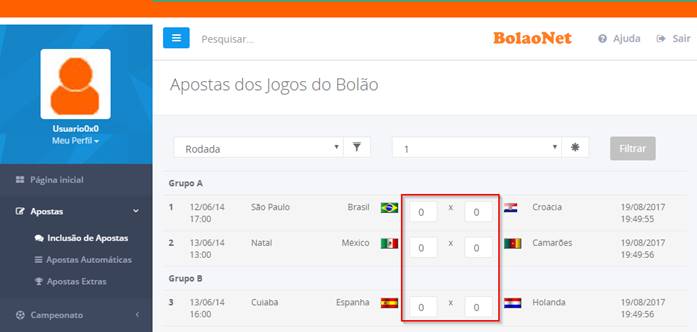 Pesquisar...
BolaoNet
Ajuda
Sair
Usuario0x0
Meu Perfil
Página inicial
Apostas
Inclusão de Apostas
Apostas Automáticas
Apostas Extras
Campeonato
Apostas dos Jogos do Bolão
Rodada
1
Filtrar
Grupo A
1 12/06/14 São Paulo Brasil 0 x 0 Croácia 19/08/2017
17:00 19:49:55
2 13/06/14 Natal México 0 x 0 Camarões 19/08/2017
13:00 19:49:56
Grupo B
3 13/06/14 Cuiaba Espanha 0 x 0 Holanda 19/08/2017
16:00 19:49:56